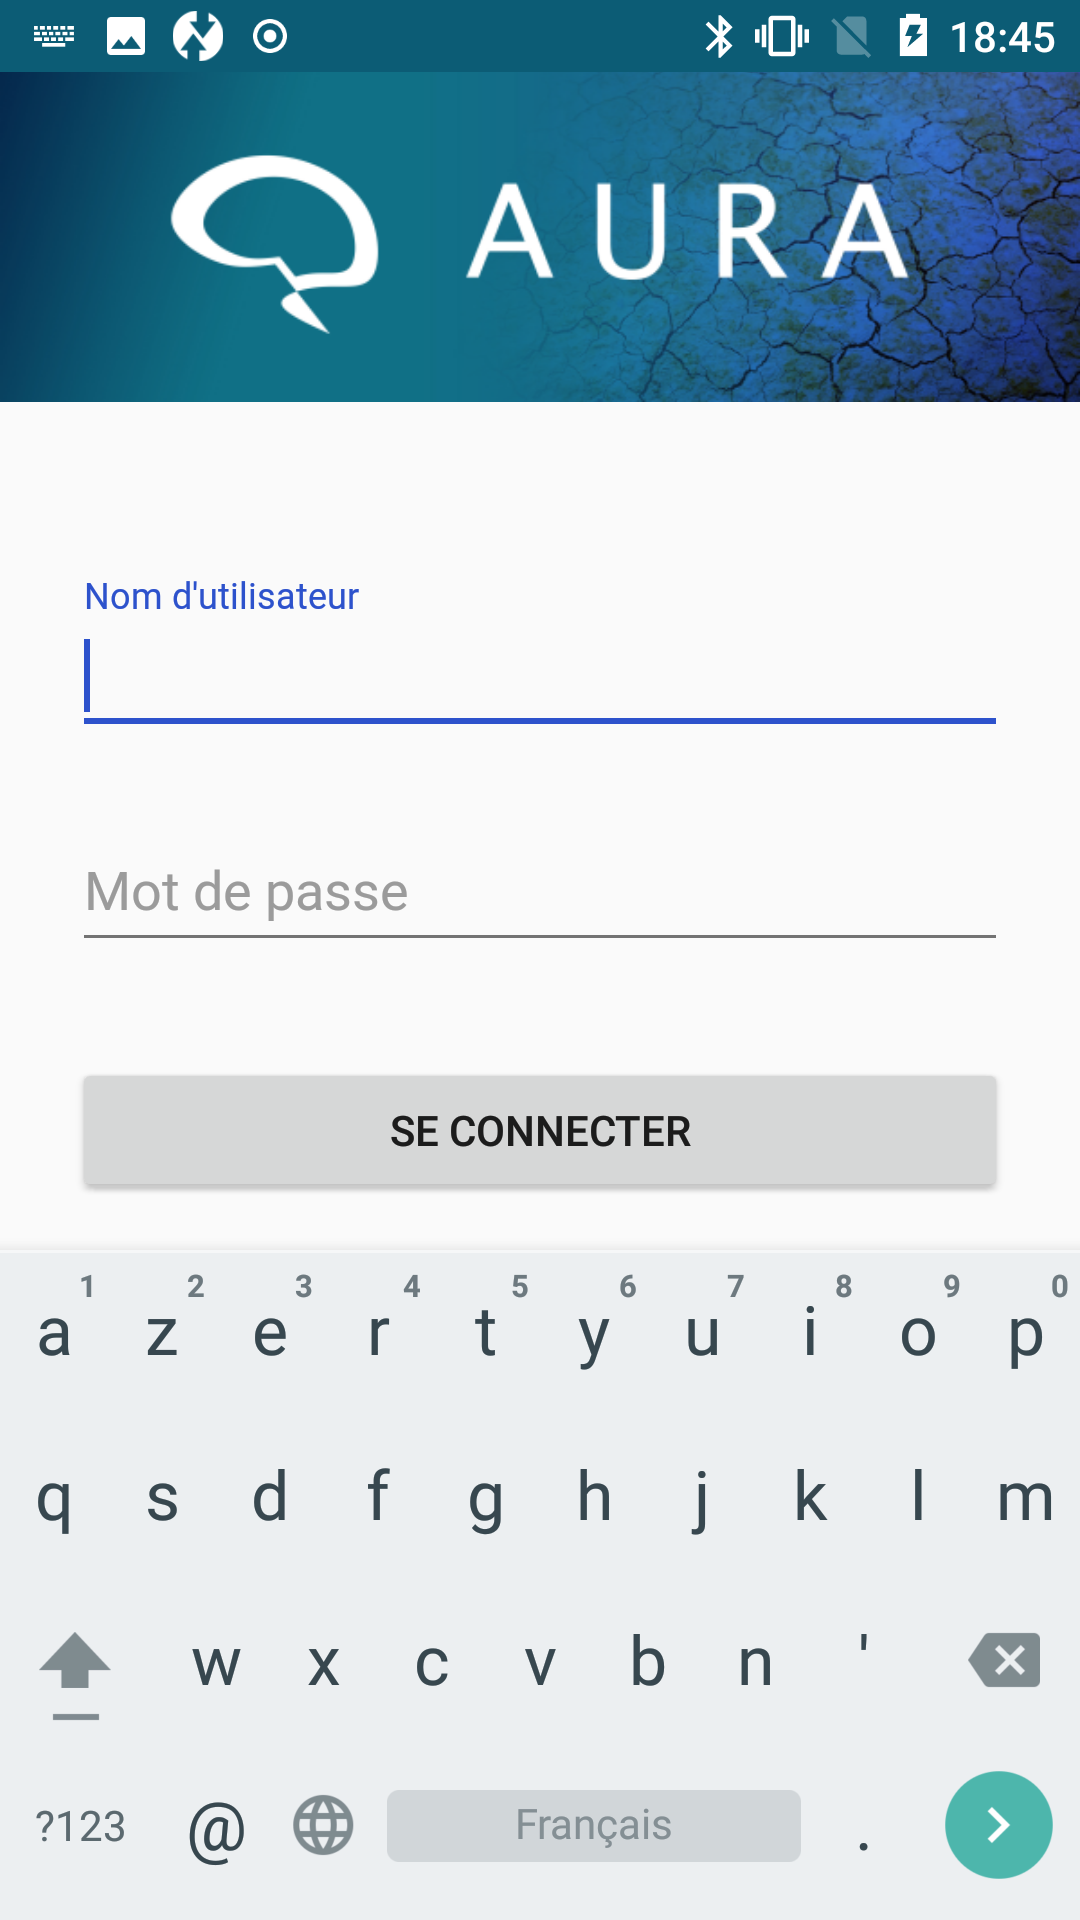 18:45
AURA
Nom d'utilisateur
Mot de passe
SE CONNECTER
1 2 3 4 5 6 7 8 9 0
a z e r t y u i o p
q s d f g h j k l m
w x c v b n '
?123 @ Français .